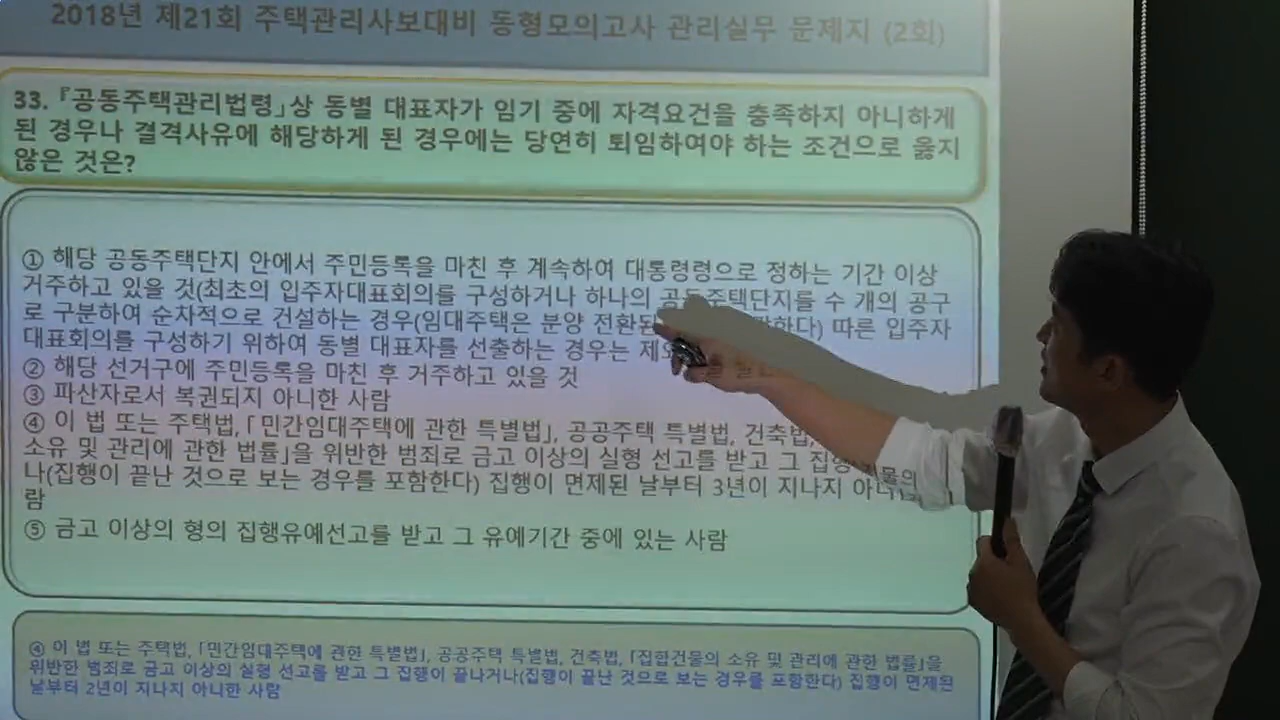 2018년 제21회 주택관리사보대비 동형모의고사 관리실무 문제지 (2회)
33.『공동주택관리법령』상 동별 대표자가 임기 중에 자격요건을 충족하지 아니하게
된 경우나 결격사유에 해당하게 된 경우에는 당연히 퇴임하여야 하는 조건으로 옳지
않은 것은?
① 해당 공동주택단지 안에서 주민등록을 마친 후 계속하여 대통령령으로 정하는 기간 이상
거주하고 있을 것(최초의 입주자대표회의를 구성하거나 하나의 공동주택단지를 수 개의 공구
로 구분하여 순차적으로 건설하는 경우(임대주택은 분양 전환된 한다) 따른 입주자
대표회의를 구성하기 위하여 동별 대표자를 선출하는 경우는
② 해당 선거구에 주민등록을 마친 후 거주하고 있을 것
③ 파산자로서 복권되지 아니한 사람
④ 이 법 또는 주택법,「민간임대주택에 관한 특별법」, 공공주택 특별법, 건축법,
건물의
소유 및 관리에 관한 법률」을 위반한 범죄로 금고 이상의 실형 선고를 받고 그 집행
나(집행이 끝난 것으로 보는 경우를 포함한다) 집행이 면제된 날부터 3년이 지나지
람
⑤ 금고 이상의 형의 집행유예선고를 받고 그 유예기간 중에 있는 사람
④ 이 법 또는 주택법,「민간임대주택에 관한 특별법」, 공공주택 특별법, 건축법,「집합건물의 소유 및 관리에 관한 법률」을
위반한 범죄로 금고 이상의 실형 선고를 받고 그 집행이 끝나거나(집행이 끝난 것으로 보는 경우를 포함한다) 집행이 면제된
날부터 2년이 지나지 아니한 사람